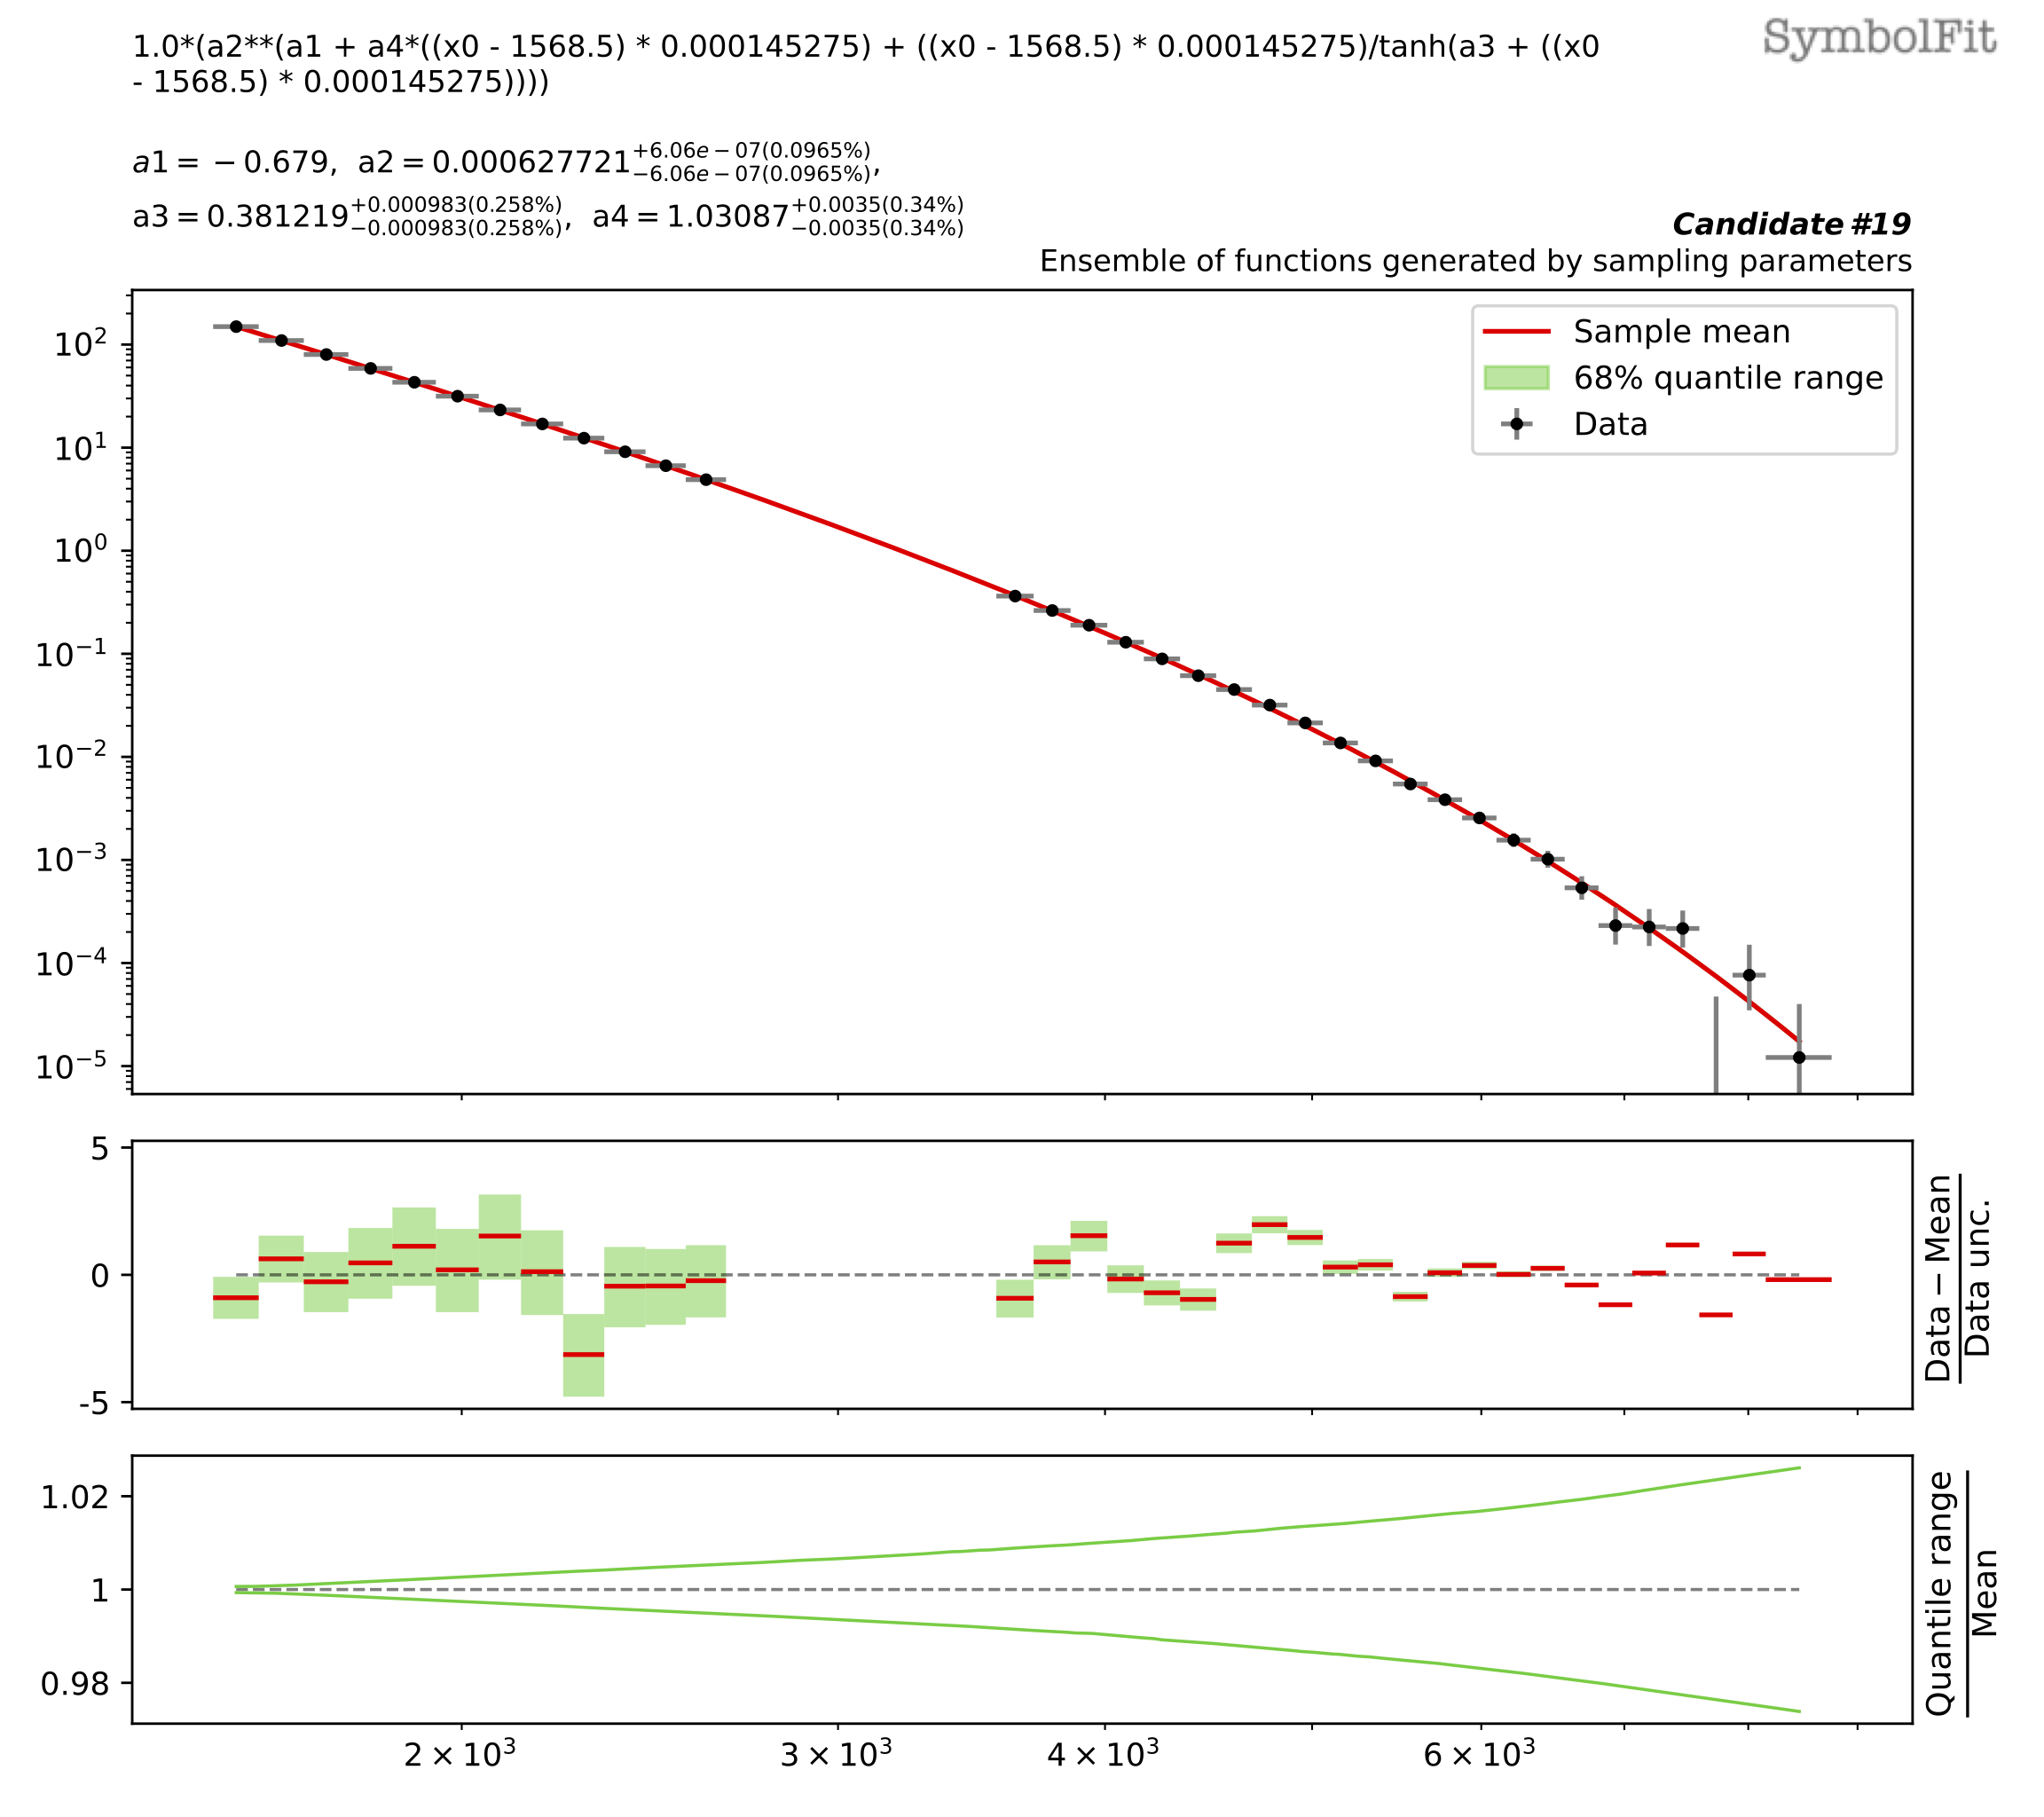 SymbolFit
1.0*(a2**(a1 + a4*((x0 - 1568.5) * 0.000145275) + ((x0 - 1568.5) * 0.000145275)/tanh(a3 + ((x0
- 1568.5) * 0.000145275))))
a1 = −0.679, a2 = 0.000627721 +6.06e−07(0.0965%) −6.06e−07(0.0965%),
a3 = 0.381219 +0.000983(0.258%) −0.000983(0.258%), a4 = 1.03087 +0.0035(0.34%) −0.0035(0.34%)
Candidate #19
Ensemble of functions generated by sampling parameters
Sample mean
68% quantile range
Data
10²
10¹
10⁰
10⁻¹
10⁻²
10⁻³
10⁻⁴
10⁻⁵
5
0
-5
Data − Mean
Data unc.
1.02
1
0.98
Quantile range
Mean
2 × 10³ 3 × 10³ 4 × 10³ 6 × 10³